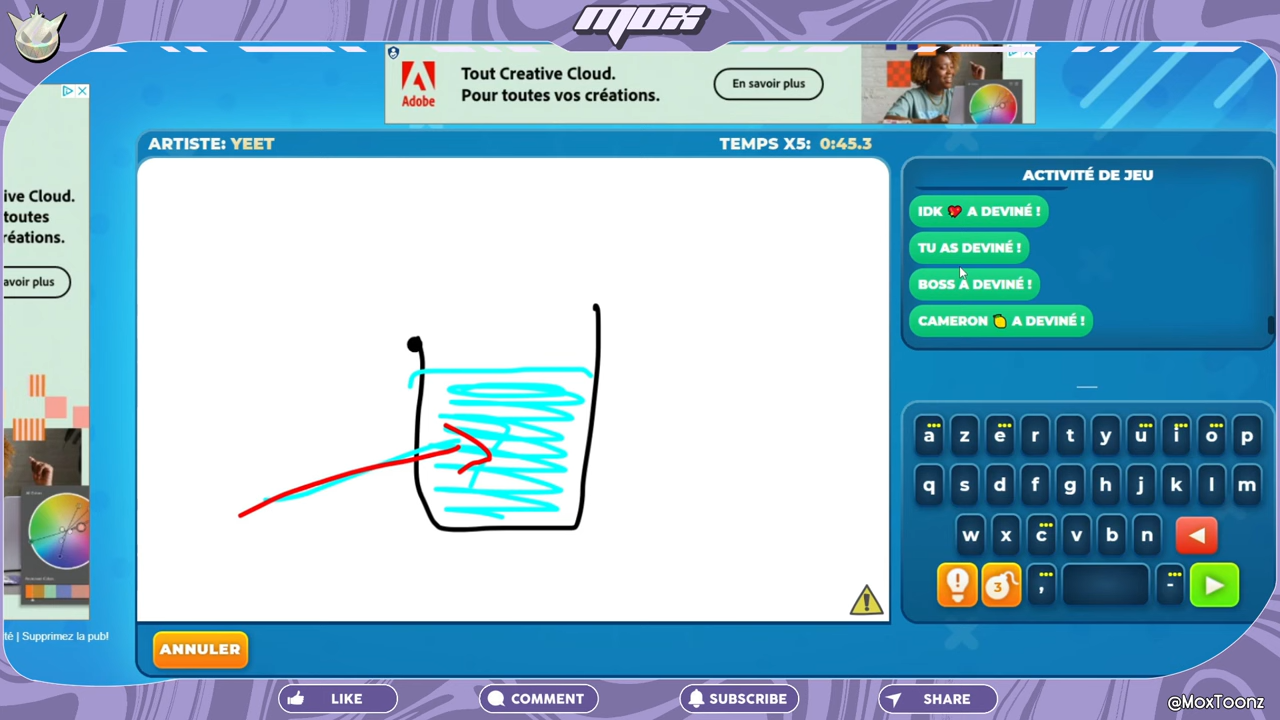 MOX
Adobe
Tout Creative Cloud.
Pour toutes vos créations.
En savoir plus
ive Cloud.
toutes
réations.
savoir plus
té | Supprimez la pub!
ARTISTE: YEET
TEMPS X5: 0:45.3
ACTIVITÉ DE JEU
IDK A DEVINÉ !
TU AS DEVINÉ !
BOSS A DEVINÉ !
CAMERON 🍋 A DEVINÉ !
a z e r t y u i o p
q s d f g h j k l m
w x c v b n
3 , -
ANNULER
LIKE
COMMENT
SUBSCRIBE
SHARE
@MoxToonz